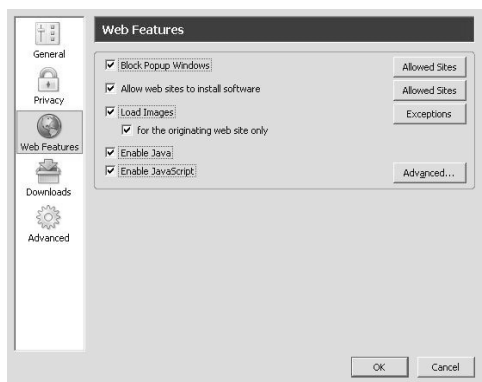 General
Privacy
Web Features
Downloads
Advanced
Web Features
Block Popup Windows
Allowed Sites
Allow web sites to install software
Allowed Sites
Load Images
Exceptions
for the originating web site only
Enable Java
Enable JavaScript
Advanced...
OK
Cancel